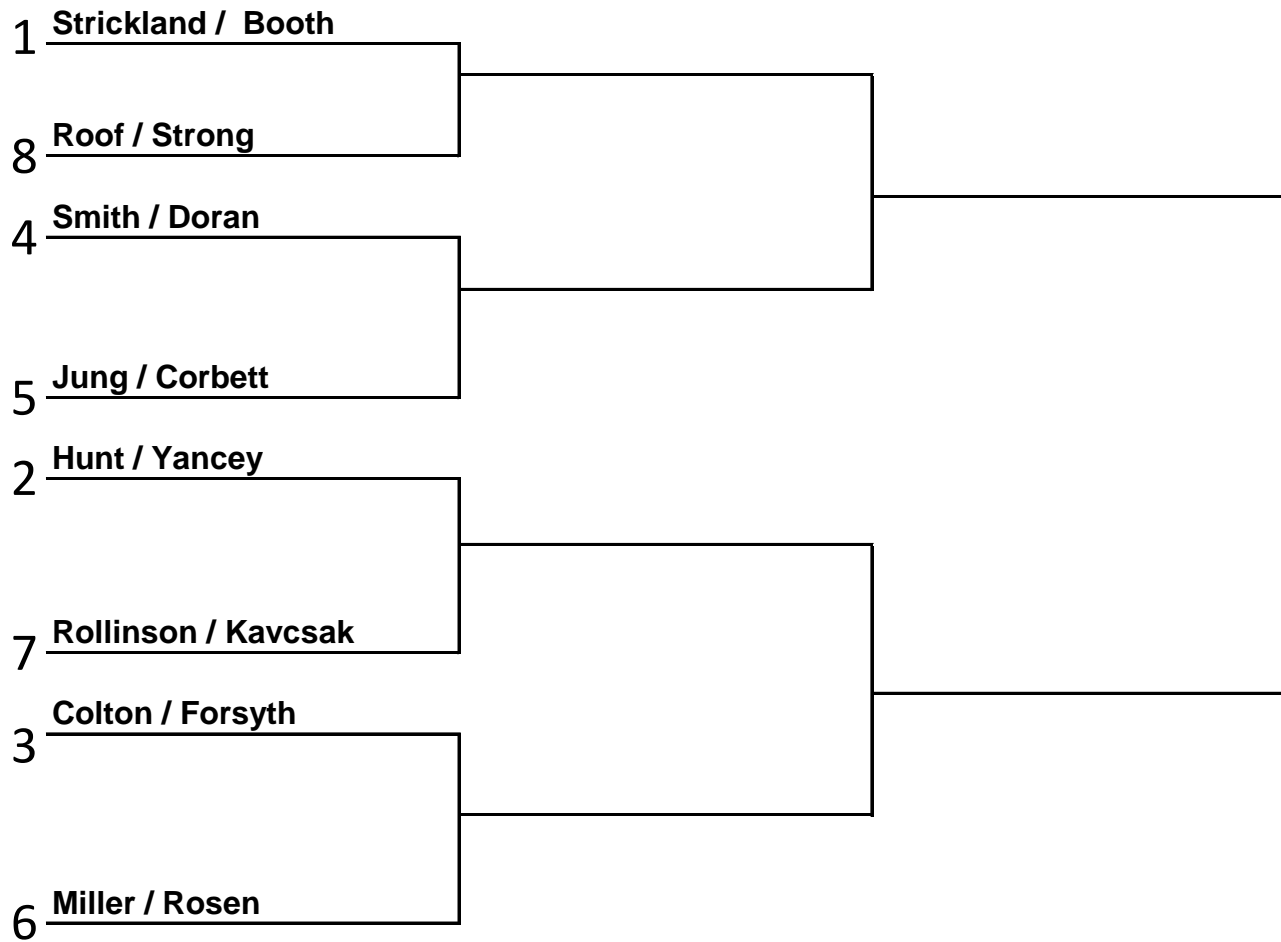 1 Strickland /  Booth
8 Roof / Strong
4 Smith / Doran
5 Jung / Corbett
2 Hunt / Yancey
7 Rollinson / Kavcsak
3 Colton / Forsyth
6 Miller / Rosen